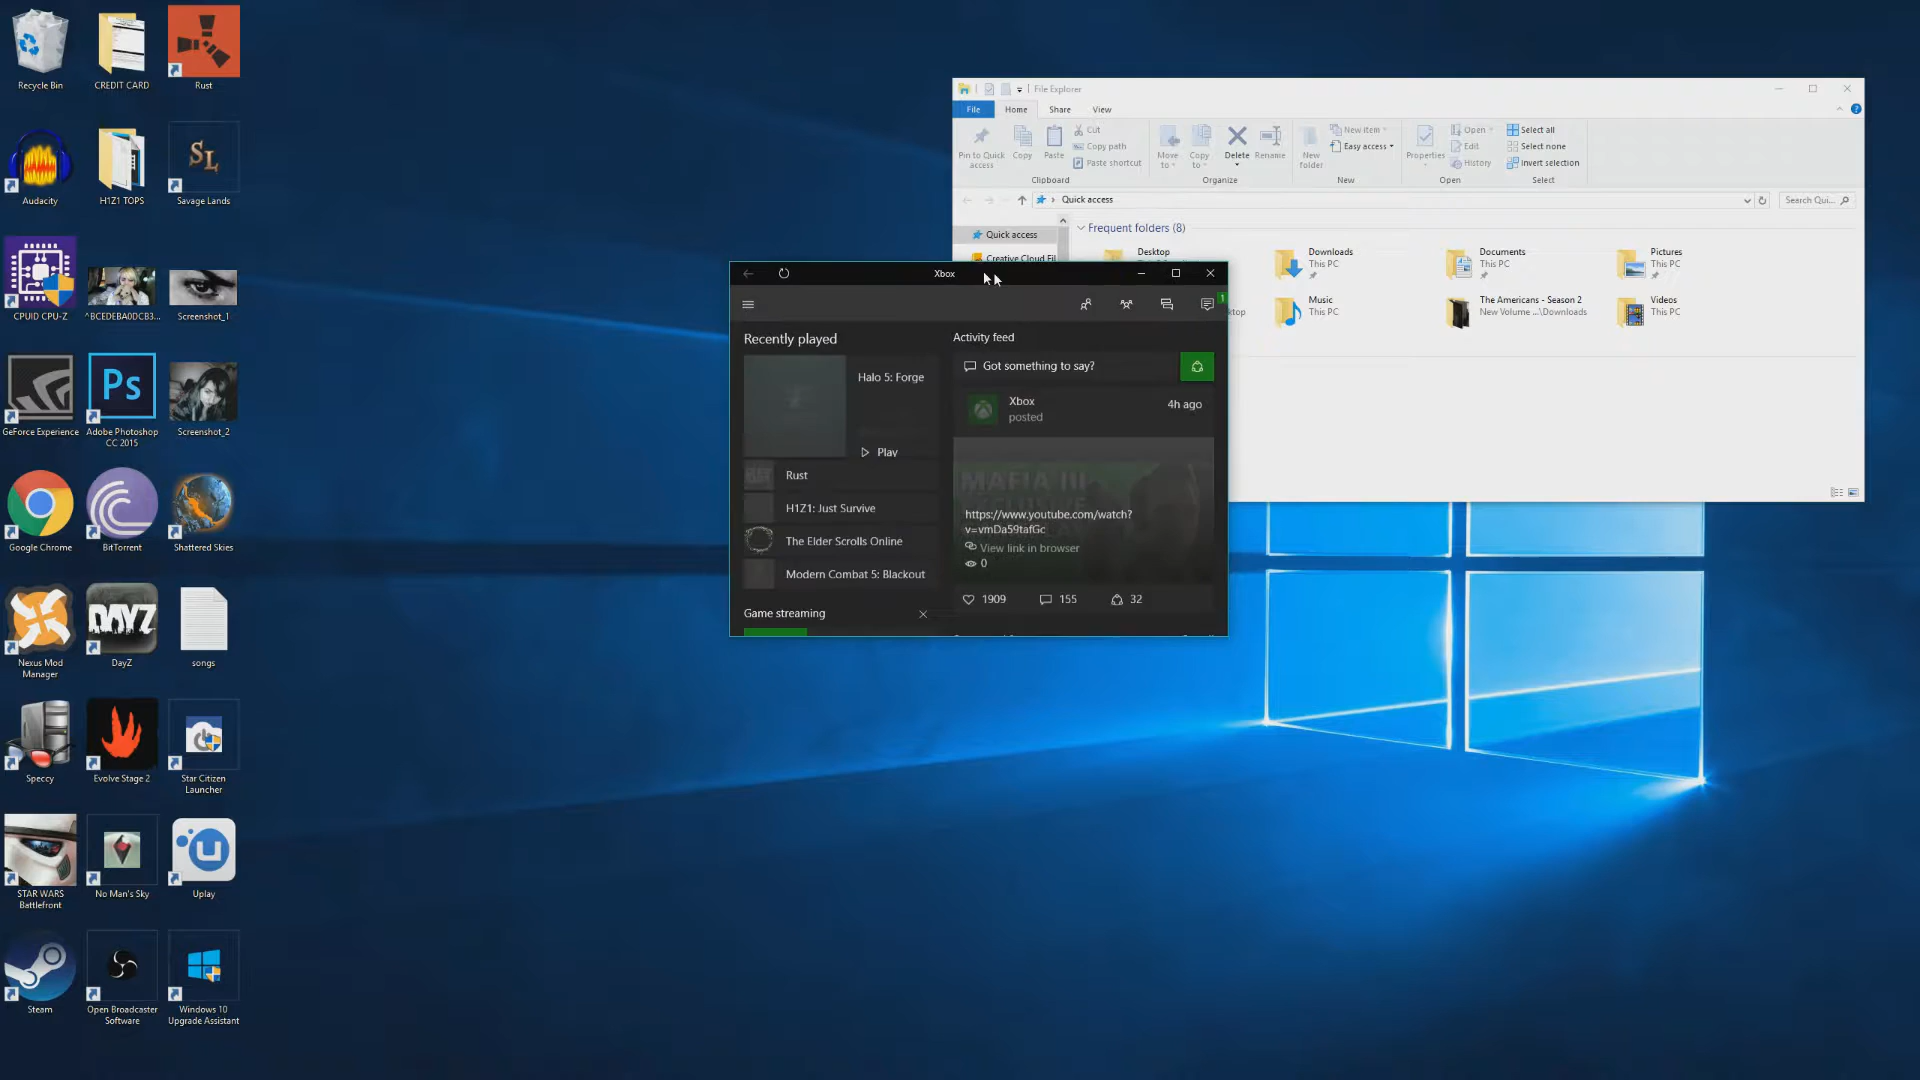 Recycle Bin
CREDIT CARD
Rust
Audacity
H1Z1 TOPS
SL
Savage Lands
CPUID CPU-Z
^BCEDEBA0DCB3...
Screenshot_1
GeForce Experience
Ps
Adobe Photoshop
CC 2015
Screenshot_2
Google Chrome
BitTorrent
Shattered Skies
Nexus Mod
Manager
DAYZ
DayZ
songs
Speccy
Evolve Stage 2
Star Citizen
Launcher
STAR WARS
Battlefront
No Man's Sky
Uplay
Steam
Open Broadcaster
Software
Windows 10
Upgrade Assistant
File Explorer
File
Home
Share
View
Pin to Quick
access
Copy
Paste
Cut
Copy path
Paste shortcut
Clipboard
Move
to
Copy
to
Delete
Rename
Organize
New
folder
New item
Easy access
New
Properties
Open
Edit
History
Open
Select all
Select none
Invert selection
Select
Quick access
Search Qui...
Quick access
Creative Cloud Fil
Frequent folders (8)
Desktop
Downloads
This PC
Documents
This PC
Pictures
This PC
Music
This PC
The Americans - Season 2
New Volume ...\Downloads
Videos
This PC
Xbox
1
Recently played
Halo 5: Forge
Play
Rust
H1Z1: Just Survive
The Elder Scrolls Online
Modern Combat 5: Blackout
Game streaming
Activity feed
Got something to say?
Xbox
posted
4h ago
MAFIA III
https://www.youtube.com/watch?
v=vmDa59tafGc
View link in browser
0
1909
155
32